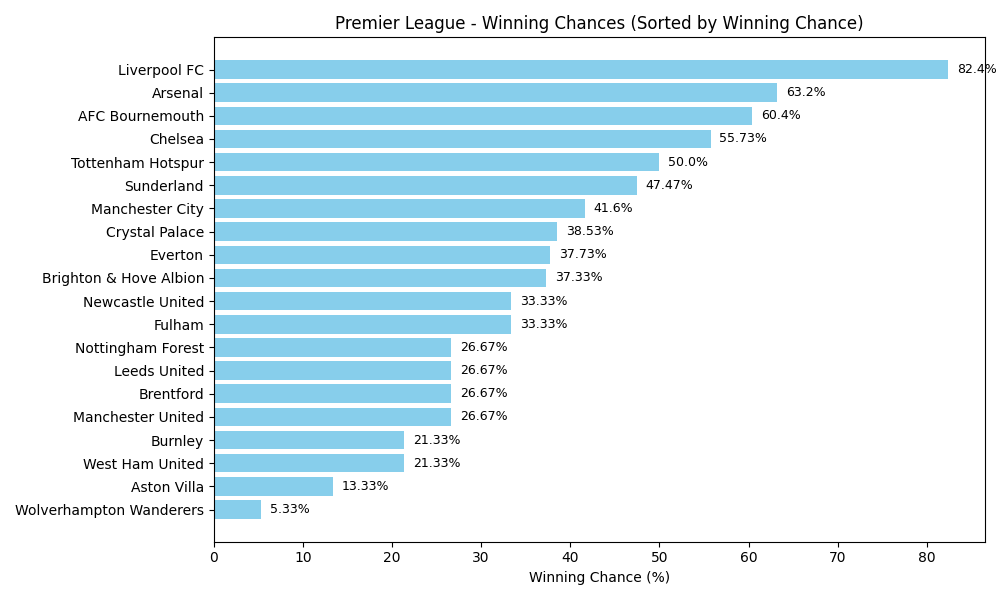 Premier League - Winning Chances (Sorted by Winning Chance)
Liverpool FC 82.4%
Arsenal 63.2%
AFC Bournemouth 60.4%
Chelsea 55.73%
Tottenham Hotspur 50.0%
Sunderland 47.47%
Manchester City 41.6%
Crystal Palace 38.53%
Everton 37.73%
Brighton & Hove Albion 37.33%
Newcastle United 33.33%
Fulham 33.33%
Nottingham Forest 26.67%
Leeds United 26.67%
Brentford 26.67%
Manchester United 26.67%
Burnley 21.33%
West Ham United 21.33%
Aston Villa 13.33%
Wolverhampton Wanderers 5.33%
0 10 20 30 40 50 60 70 80
Winning Chance (%)